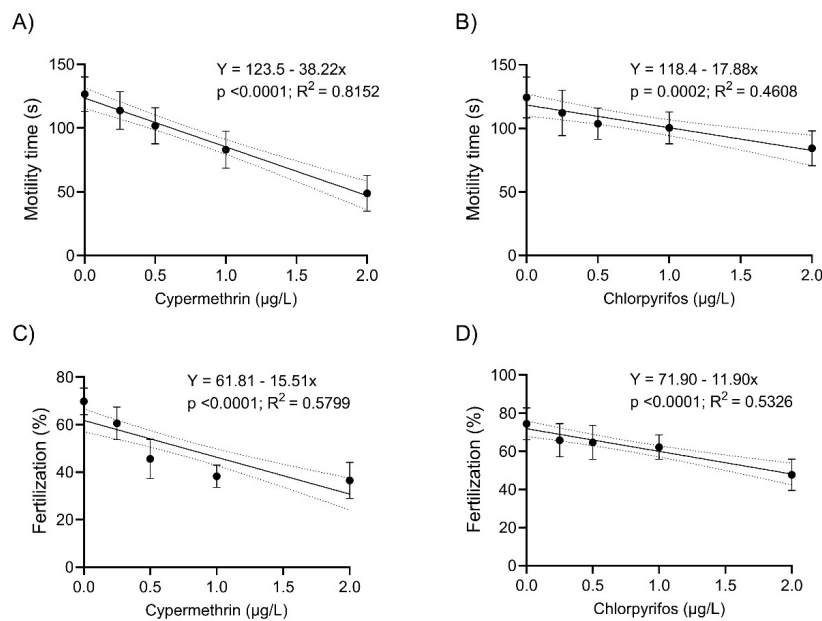 A)
Y = 123.5 - 38.22x
p <0.0001; R² = 0.8152
Motility time (s)
150
100
50
0
0.0 0.5 1.0 1.5 2.0
Cypermethrin (µg/L)
B)
Y = 118.4 - 17.88x
p = 0.0002; R² = 0.4608
Motility time (s)
150
100
50
0
0.0 0.5 1.0 1.5 2.0
Chlorpyrifos (µg/L)
C)
Y = 61.81 - 15.51x
p <0.0001; R² = 0.5799
Fertilization (%)
80
60
40
20
0
0.0 0.5 1.0 1.5 2.0
Cypermethrin (µg/L)
D)
Y = 71.90 - 11.90x
p <0.0001; R² = 0.5326
Fertilization (%)
100
80
60
40
20
0
0.0 0.5 1.0 1.5 2.0
Chlorpyrifos (µg/L)